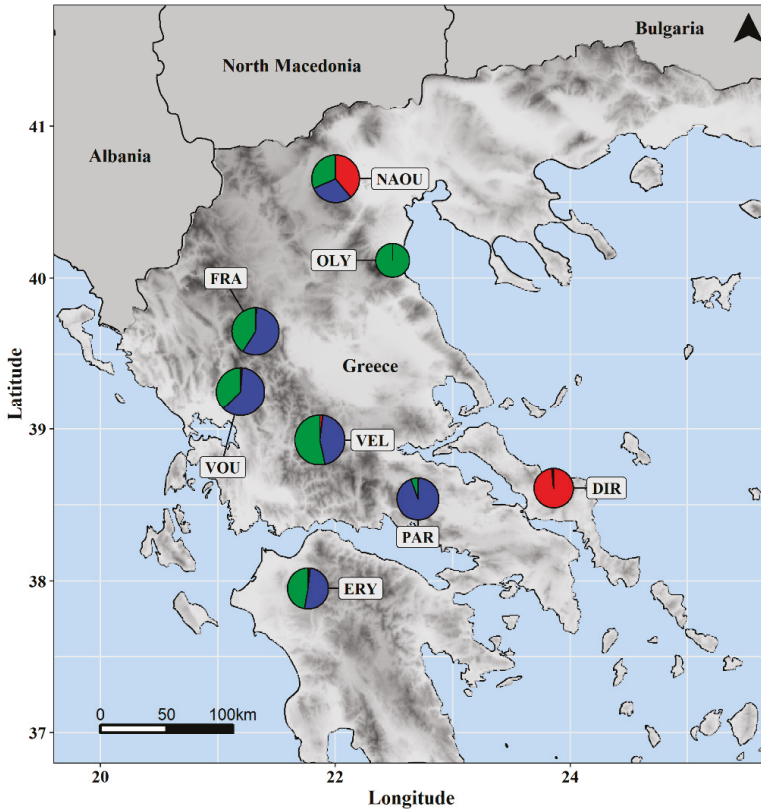 Bulgaria
North Macedonia
41
Albania
NAOU
OLY
40
FRA
Greece
Latitude
39
VEL
VOU
DIR
PAR
38
ERY
0 50 100km
37
20 22 24
Longitude